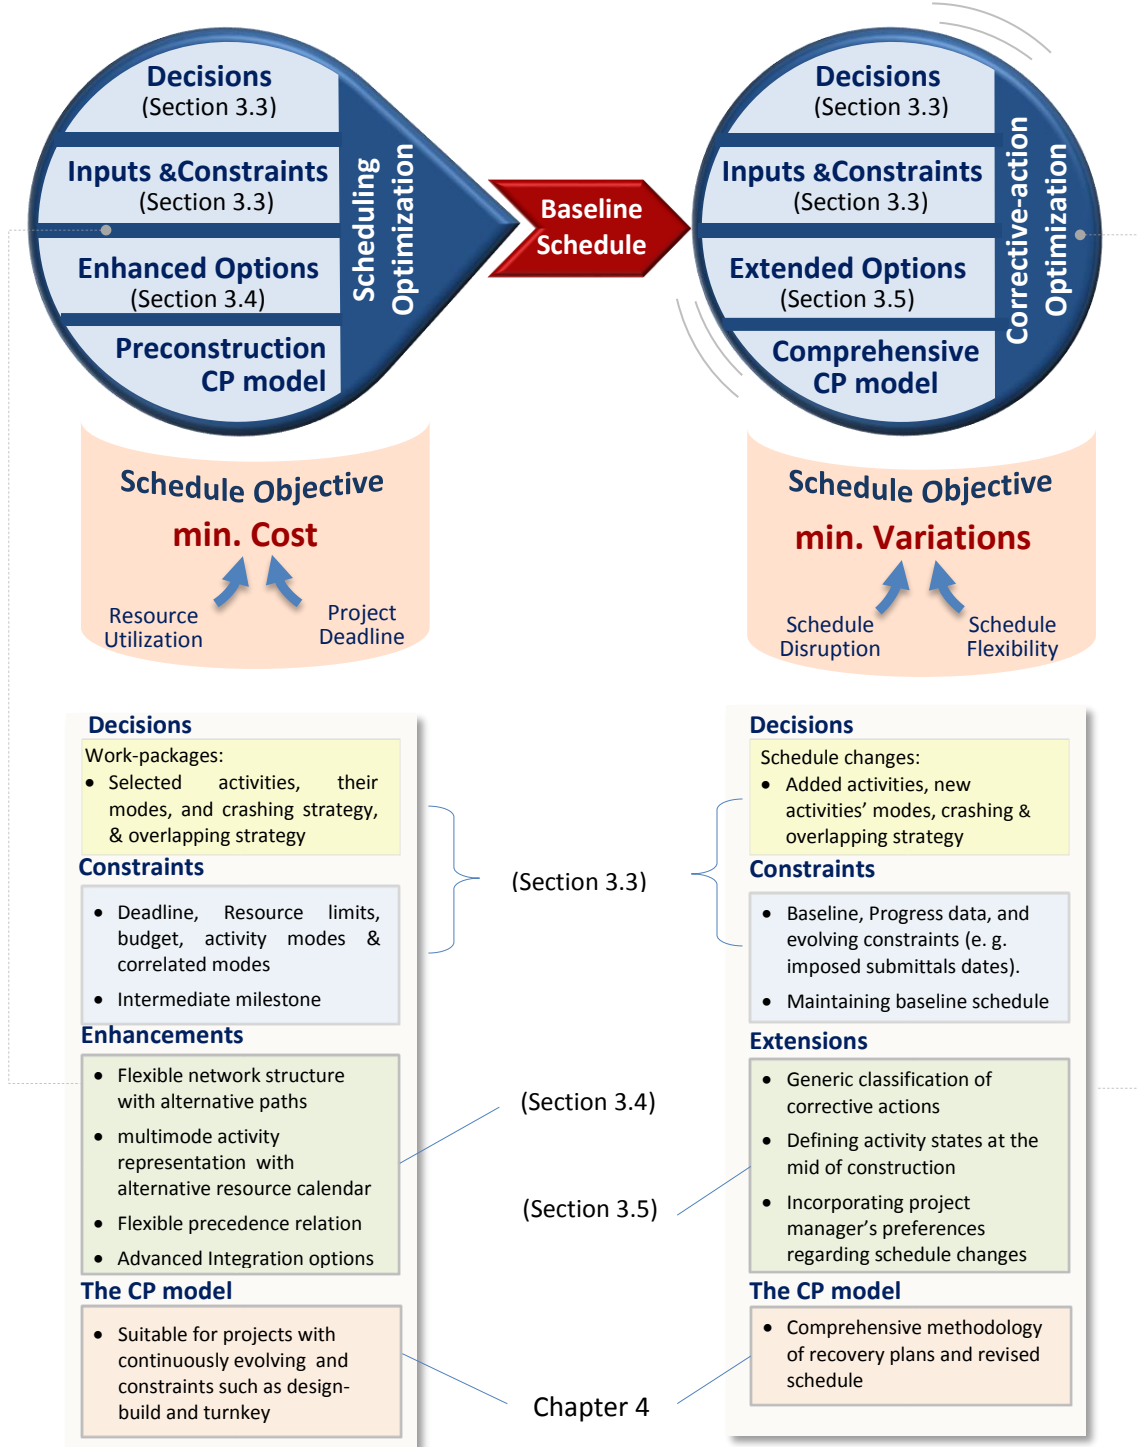 Decisions
(Section 3.3)
Inputs &Constraints
(Section 3.3)
Enhanced Options
(Section 3.4)
Preconstruction
CP model
Scheduling
Optimization
Baseline
Schedule
Decisions
(Section 3.3)
Inputs &Constraints
(Section 3.3)
Extended Options
(Section 3.5)
Comprehensive
CP model
Corrective-action
Optimization
Schedule Objective
min. Cost
Resource
Utilization
Project
Deadline
Schedule Objective
min. Variations
Schedule
Disruption
Schedule
Flexibility
Decisions
Work-packages:
• Selected activities, their
modes, and crashing strategy,
& overlapping strategy
Constraints
• Deadline, Resource limits,
budget, activity modes &
correlated modes
• Intermediate milestone
Enhancements
• Flexible network structure
with alternative paths
• multimode activity
representation with
alternative resource calendar
• Flexible precedence relation
• Advanced Integration options
The CP model
• Suitable for projects with
continuously evolving and
constraints such as design-
build and turnkey
(Section 3.3)
(Section 3.4)
(Section 3.5)
Chapter 4
Decisions
Schedule changes:
• Added activities, new
activities’ modes, crashing &
overlapping strategy
Constraints
• Baseline, Progress data, and
evolving constraints (e. g.
imposed submittals dates).
• Maintaining baseline schedule
Extensions
• Generic classification of
corrective actions
• Defining activity states at the
mid of construction
• Incorporating project
manager’s preferences
regarding schedule changes
The CP model
• Comprehensive methodology
of recovery plans and revised
schedule